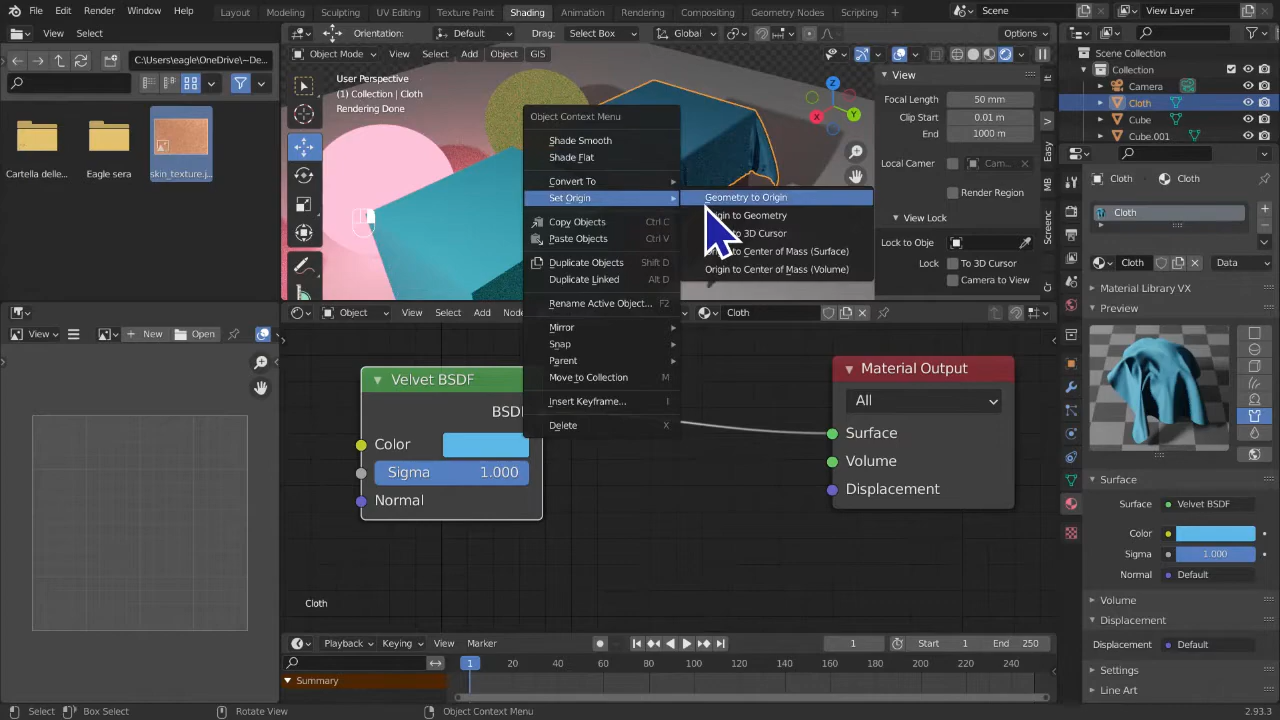 File Edit Render Window Help Layout Modeling Sculpting UV Editing Texture Paint Shading Animation Rendering Compositing Geometry Nodes Scripting + Scene View Layer
View Select
Orientation: Default Drag: Select Box Global Options
Object Mode View Select Add Object GIS
C:\Users\eagle\OneDrive\~De...
Cartella delle... Eagle sera skin_texture.j...
User Perspective
(1) Collection | Cloth
Rendering Done
Z
Y
X
Object Context Menu
Shade Smooth
Shade Flat
Convert To
Set Origin
Copy Objects Ctrl C
Paste Objects Ctrl V
Duplicate Objects Shift D
Duplicate Linked Alt D
Rename Active Object... F2
Mirror
Snap
Parent
Move to Collection M
Insert Keyframe... I
Delete X
Geometry to Origin
to Geometry
to 3D Cursor
to Center of Mass (Surface)
Origin to Center of Mass (Volume)
View
Focal Length 50 mm
Clip Start 0.01 m
End 1000 m
Local Camer Cam...
Render Region
View Lock
Lock to Obje
Lock To 3D Cursor
Camera to View
V
Easy
MB
Screenc
Scene Collection
Collection
Camera
Cloth
Cube
Cube.001
Cloth Cloth
Cloth
Cloth Data
Material Library VX
Preview
Surface
Surface Velvet BSDF
Color
Sigma 1.000
Normal Default
Volume
Displacement
Displacement Default
Settings
Line Art
View + New Open
Object View Select Add Node Cloth
Velvet BSDF
BSDF
Color
Sigma 1.000
Normal
Material Output
All
Surface
Volume
Displacement
Cloth
Playback Keying View Marker 1 Start 1 End 250
1 20 40 60 80 100 120 140 160 180 200 220 240
Summary
Select Box Select Rotate View Object Context Menu 2.93.3